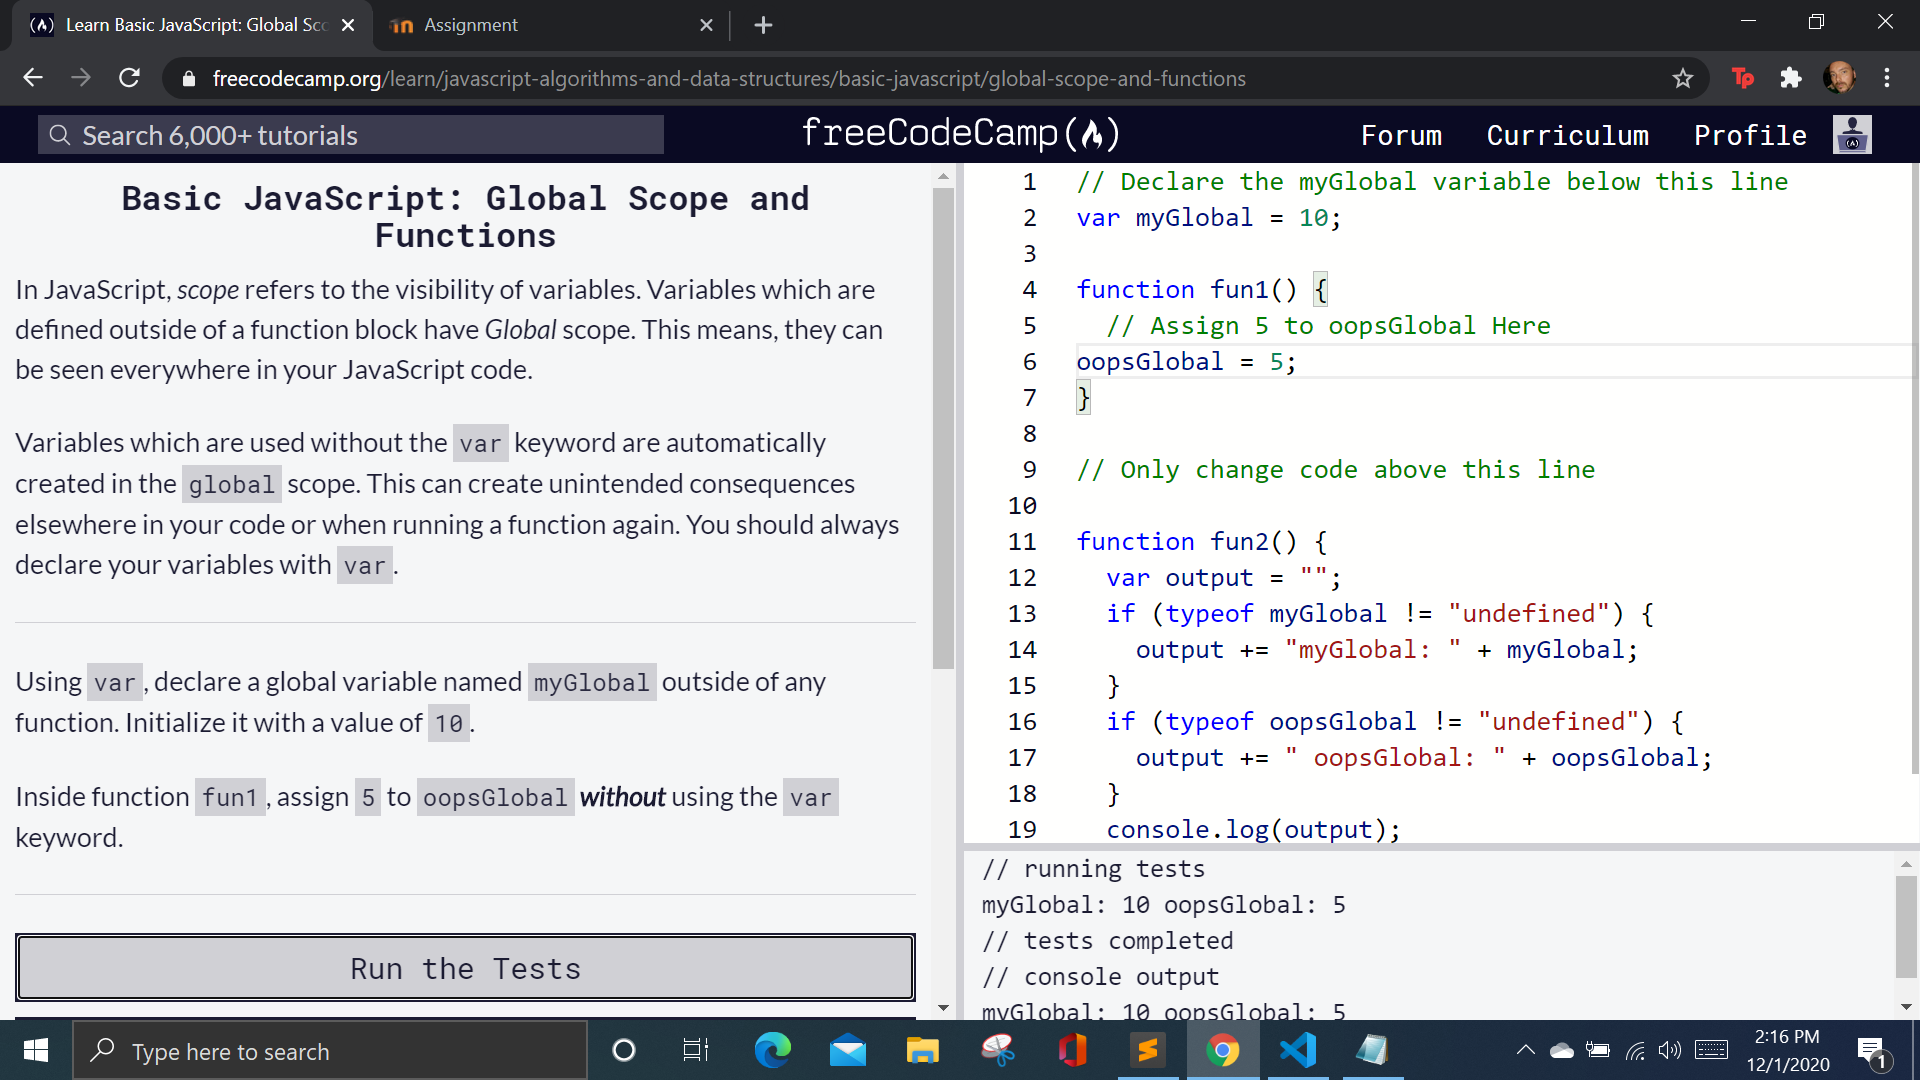 Learn Basic JavaScript: Global Sco
Assignment
freecodecamp.org/learn/javascript-algorithms-and-data-structures/basic-javascript/global-scope-and-functions
Tp
Search 6,000+ tutorials
freeCodeCamp(🔥)
Forum
Curriculum
Profile
Basic JavaScript: Global Scope and
Functions
In JavaScript, scope refers to the visibility of variables. Variables which are
defined outside of a function block have Global scope. This means, they can
be seen everywhere in your JavaScript code.
Variables which are used without the var keyword are automatically
created in the global scope. This can create unintended consequences
elsewhere in your code or when running a function again. You should always
declare your variables with var.
Using var, declare a global variable named myGlobal outside of any
function. Initialize it with a value of 10.
Inside function fun1, assign 5 to oopsGlobal without using the var
keyword.
Run the Tests
1 // Declare the myGlobal variable below this line
2 var myGlobal = 10;
3
4 function fun1() {
5 // Assign 5 to oopsGlobal Here
6 oopsGlobal = 5;
7 }
8
9 // Only change code above this line
10
11 function fun2() {
12 var output = "";
13 if (typeof myGlobal != "undefined") {
14 output += "myGlobal: " + myGlobal;
15 }
16 if (typeof oopsGlobal != "undefined") {
17 output += " oopsGlobal: " + oopsGlobal;
18 }
19 console.log(output);
// running tests
myGlobal: 10 oopsGlobal: 5
// tests completed
// console output
myGlobal: 10 oopsGlobal: 5
Type here to search
2:16 PM
12/1/2020
1